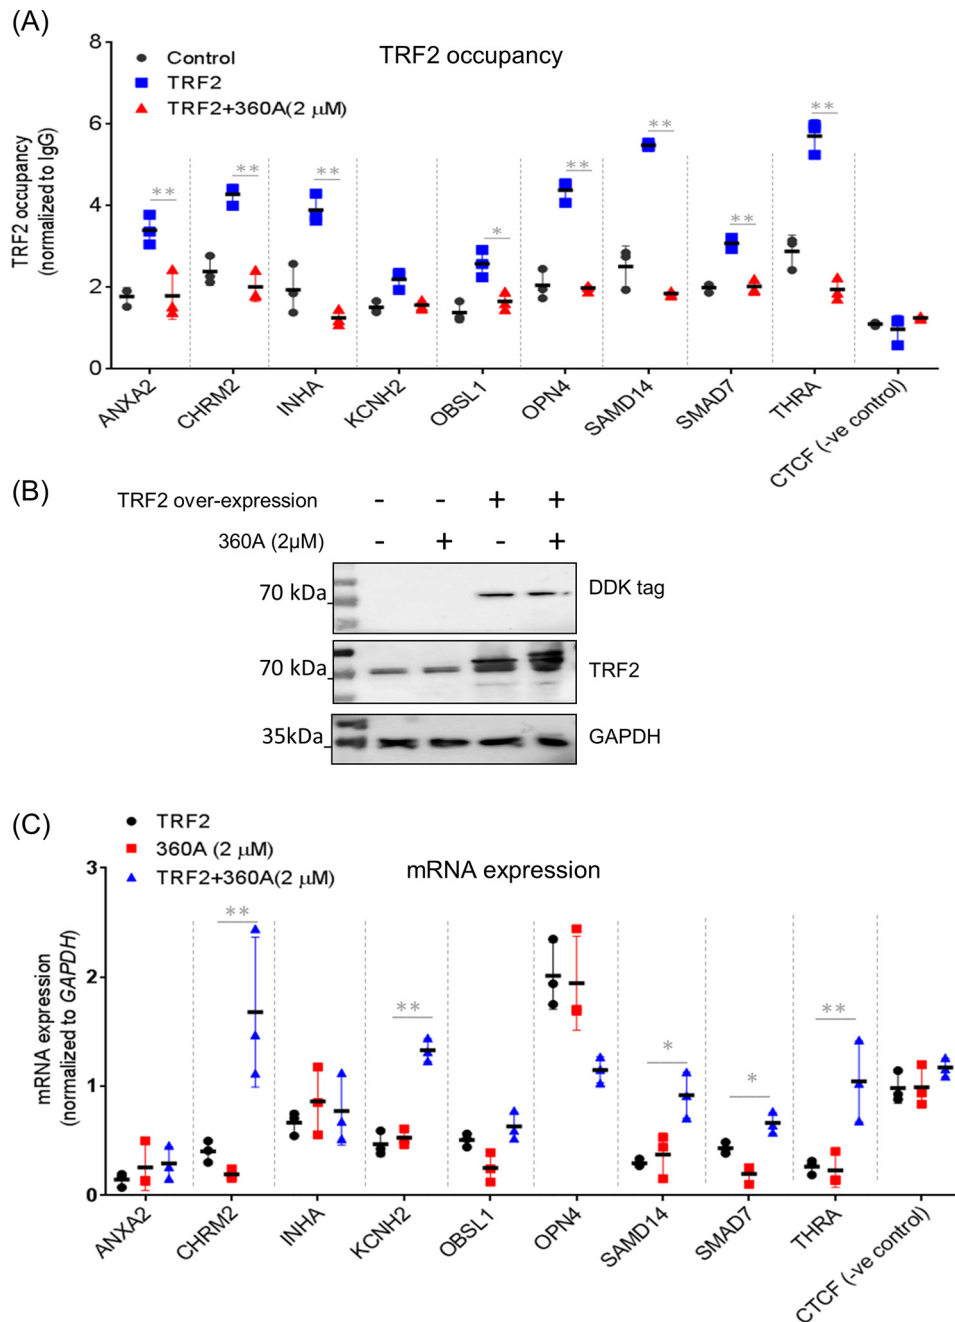 (A)
TRF2 occupancy
Control
TRF2
TRF2+360A(2 μM)
TRF2 occupancy
(normalized to IgG)
8
6
4
2
0
** ** ** * ** ** ** **
ANXA2 CHRM2 INHA KCNH2 OBSL1 OPN4 SAMD14 SMAD7 THRA CTCF (-ve control)
(B)
TRF2 over-expression - - + +
360A (2μM) - + - +
70 kDa DDK tag
70 kDa TRF2
35kDa GAPDH
(C)
TRF2
360A (2 μM)
TRF2+360A(2 μM)
mRNA expression
mRNA expression
(normalized to GAPDH)
3
2
1
0
** ** * * **
ANXA2 CHRM2 INHA KCNH2 OBSL1 OPN4 SAMD14 SMAD7 THRA CTCF (-ve control)